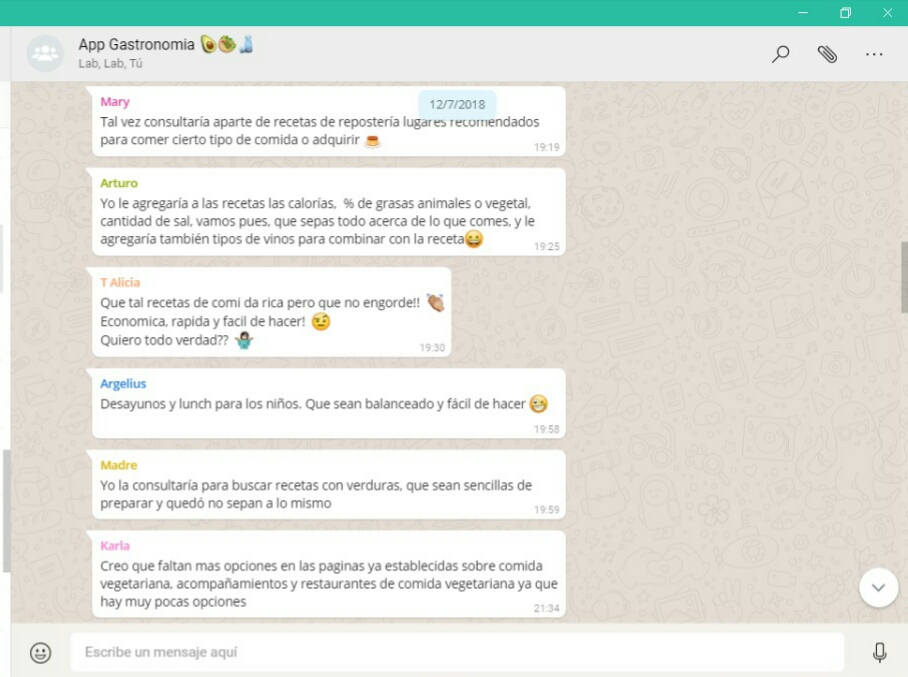 App Gastronomia
Lab, Lab, Tú
12/7/2018
Mary
Tal vez consultaría aparte de recetas de repostería lugares recomendados
para comer cierto tipo de comida o adquirir
19:19
Arturo
Yo le agregaría a las recetas las calorías, % de grasas animales o vegetal,
cantidad de sal, vamos pues, que sepas todo acerca de lo que comes, y le
agregaría también tipos de vinos para combinar con la receta
19:25
T Alicia
Que tal recetas de comi da rica pero que no engorde!!
Economica, rapida y facil de hacer!
Quiero todo verdad??
19:30
Argelius
Desayunos y lunch para los niños. Que sean balanceado y fácil de hacer
19:58
Madre
Yo la consultaría para buscar recetas con verduras, que sean sencillas de
preparar y quedó no sepan a lo mismo
19:59
Karla
Creo que faltan mas opciones en las paginas ya establecidas sobre comida
vegetariana, acompañamientos y restaurantes de comida vegetariana ya que
hay muy pocas opciones
21:34
Escribe un mensaje aquí